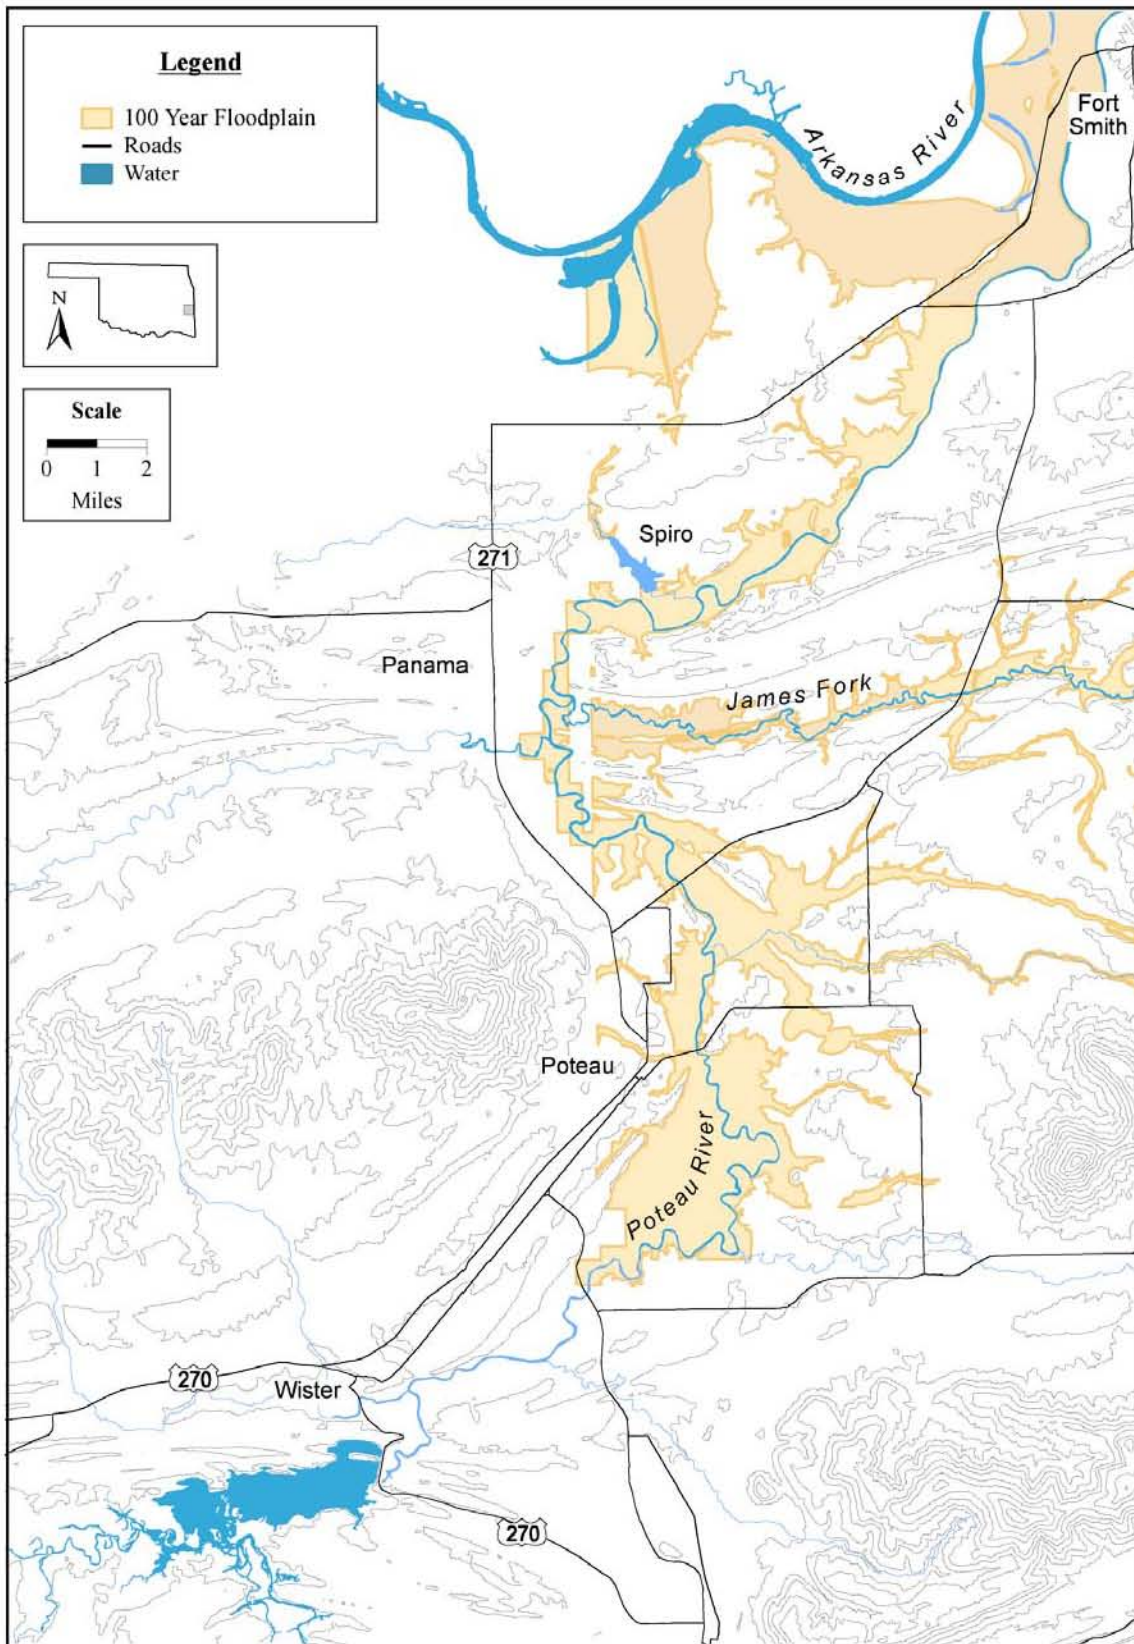 Legend
100 Year Floodplain
Roads
Water
N
Scale
0 1 2
Miles
Arkansas River
Fort
Smith
271
Spiro
Panama
James Fork
Poteau
Poteau River
270
Wister
270